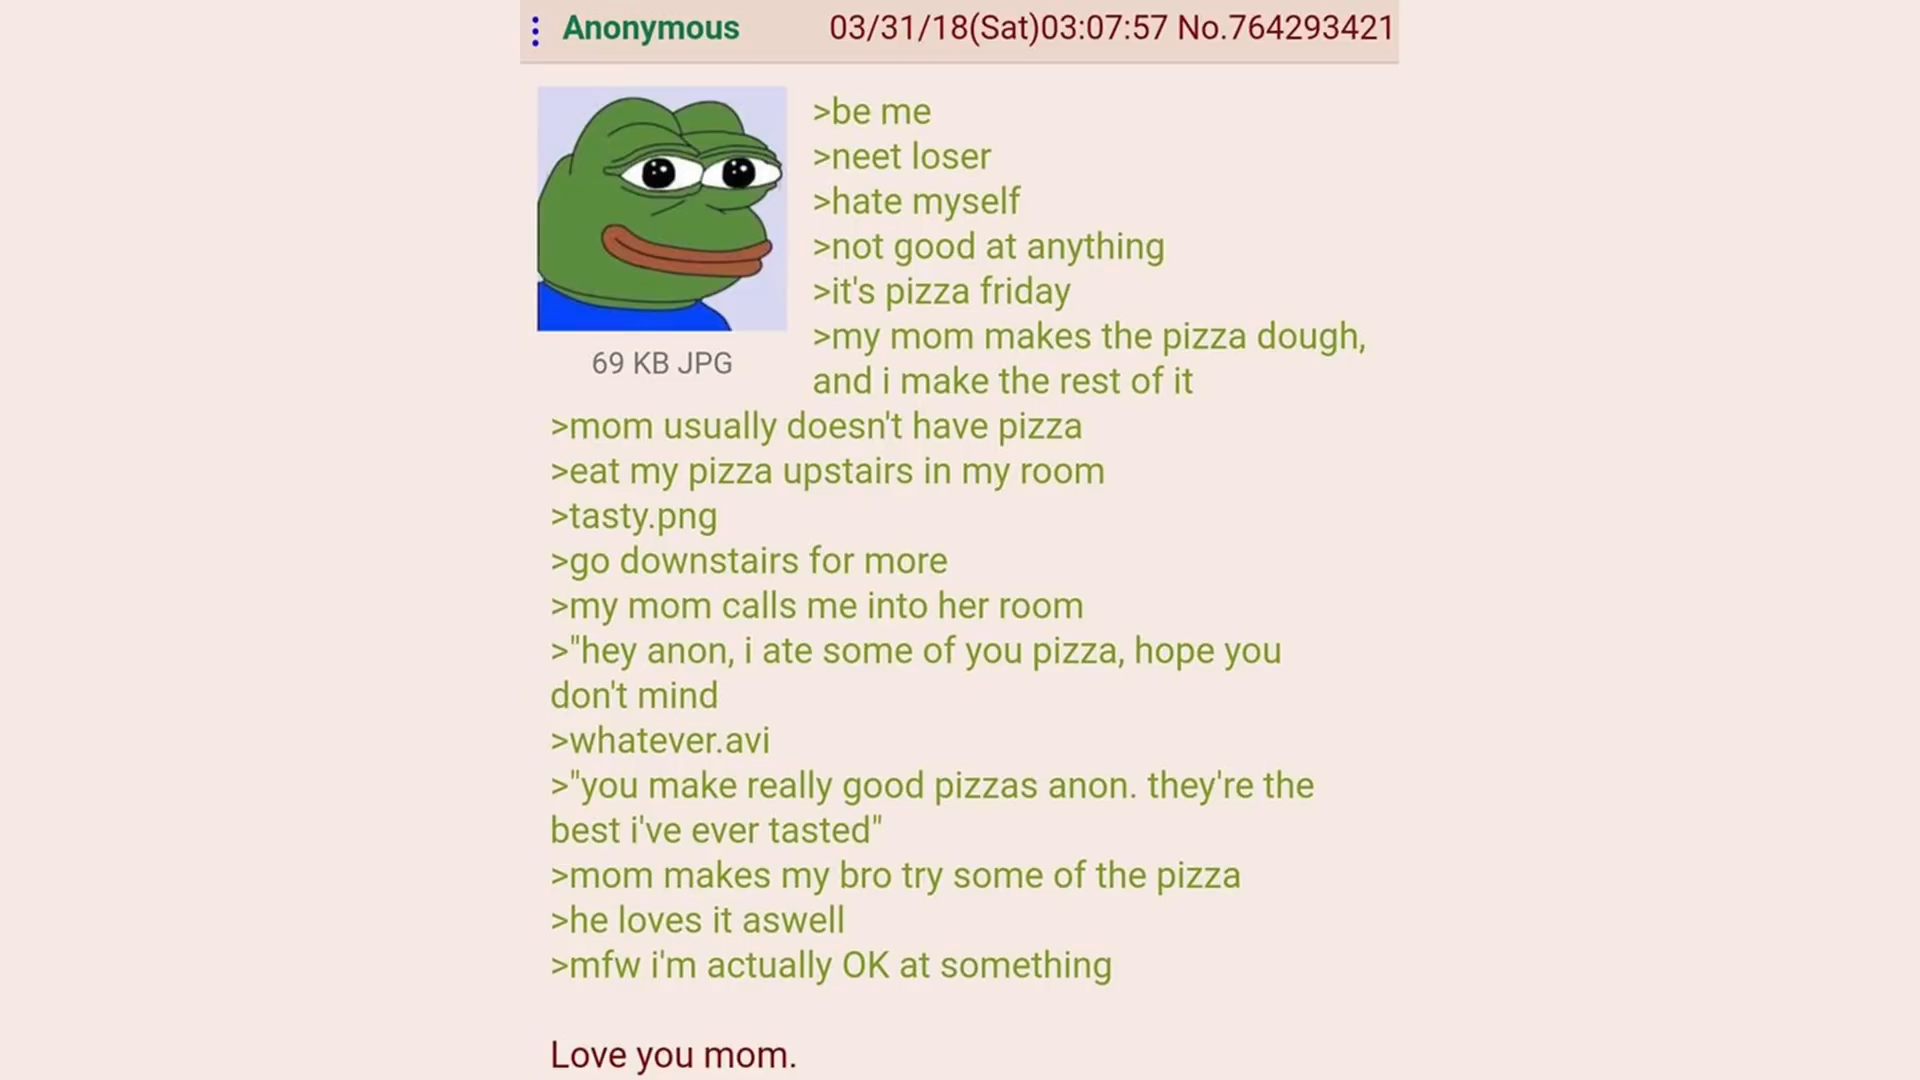 Anonymous 03/31/18(Sat)03:07:57 No.764293421
>be me
>neet loser
>hate myself
>not good at anything
>it's pizza friday
>my mom makes the pizza dough,
and i make the rest of it
69 KB JPG
>mom usually doesn't have pizza
>eat my pizza upstairs in my room
>tasty.png
>go downstairs for more
>my mom calls me into her room
>"hey anon, i ate some of you pizza, hope you
don't mind
>whatever.avi
>"you make really good pizzas anon. they're the
best i've ever tasted"
>mom makes my bro try some of the pizza
>he loves it aswell
>mfw i'm actually OK at something
Love you mom.